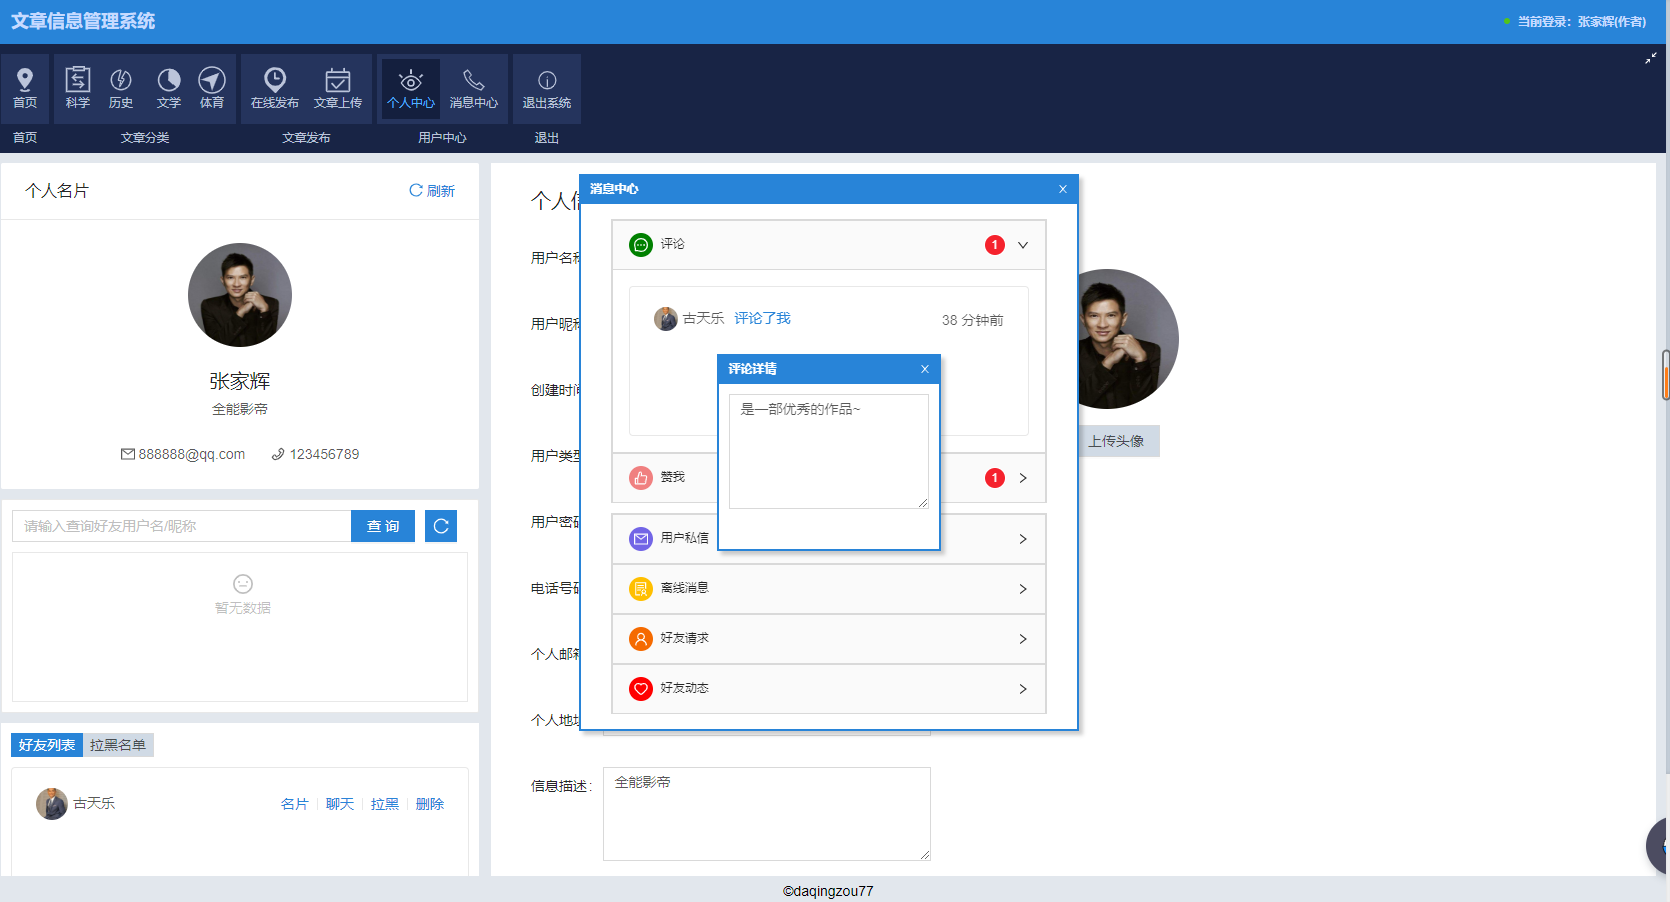 文章信息管理系统
当前登录：张家辉(作者)
首页
科学
历史
文学
体育
在线发布
文章上传
个人中心
消息中心
退出系统
首页
文章分类
文章发布
用户中心
退出
个人名片
刷新
张家辉
全能影帝
888888@qq.com
123456789
请输入查询好友用户名/昵称
查 询
暂无数据
好友列表
拉黑名单
古天乐
名片
聊天
拉黑
删除
个人信
用户名称
用户昵称
创建时间
用户类型
用户密码
电话号码
个人邮箱
个人地址
信息描述：
全能影帝
上传头像
消息中心
评论
1
古天乐 评论了我
38 分钟前
评论详情
是一部优秀的作品~
赞我
1
用户私信
离线消息
好友请求
好友动态
©daqingzou77